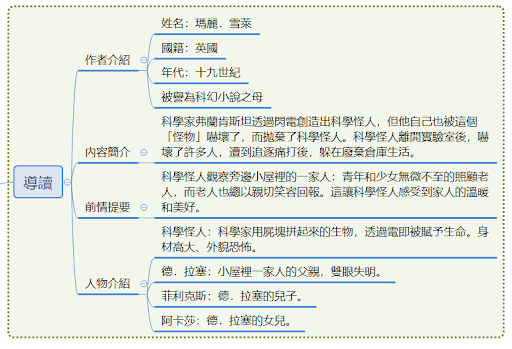 導讀
作者介紹
姓名：瑪麗．雪萊
國籍：英國
年代：十九世紀
被譽為科幻小說之母
內容簡介
科學家弗蘭肯斯坦透過閃電創造出科學怪人，但他自己也被這個
「怪物」嚇壞了，而拋棄了科學怪人。科學怪人離開實驗室後，嚇
壞了許多人，遭到追逐痛打後，躲在廢棄倉庫生活。
前情提要
科學怪人觀察旁邊小屋裡的一家人：青年和少女無微不至的照顧老
人，而老人也總以親切笑容回報。這讓科學怪人感受到家人的溫暖
和美好。
人物介紹
科學怪人：科學家用屍塊拼起來的生物，透過電即被賦予生命。身
材高大、外貌恐怖。
德．拉塞：小屋裡一家人的父親，雙眼失明。
菲利克斯：德．拉塞的兒子。
阿卡莎：德．拉塞的女兒。